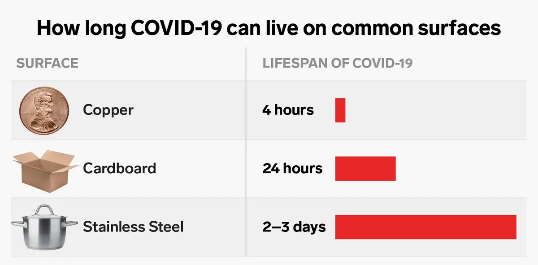 How long COVID-19 can live on common surfaces
SURFACE LIFESPAN OF COVID-19
Copper 4 hours
Cardboard 24 hours
Stainless Steel 2–3 days